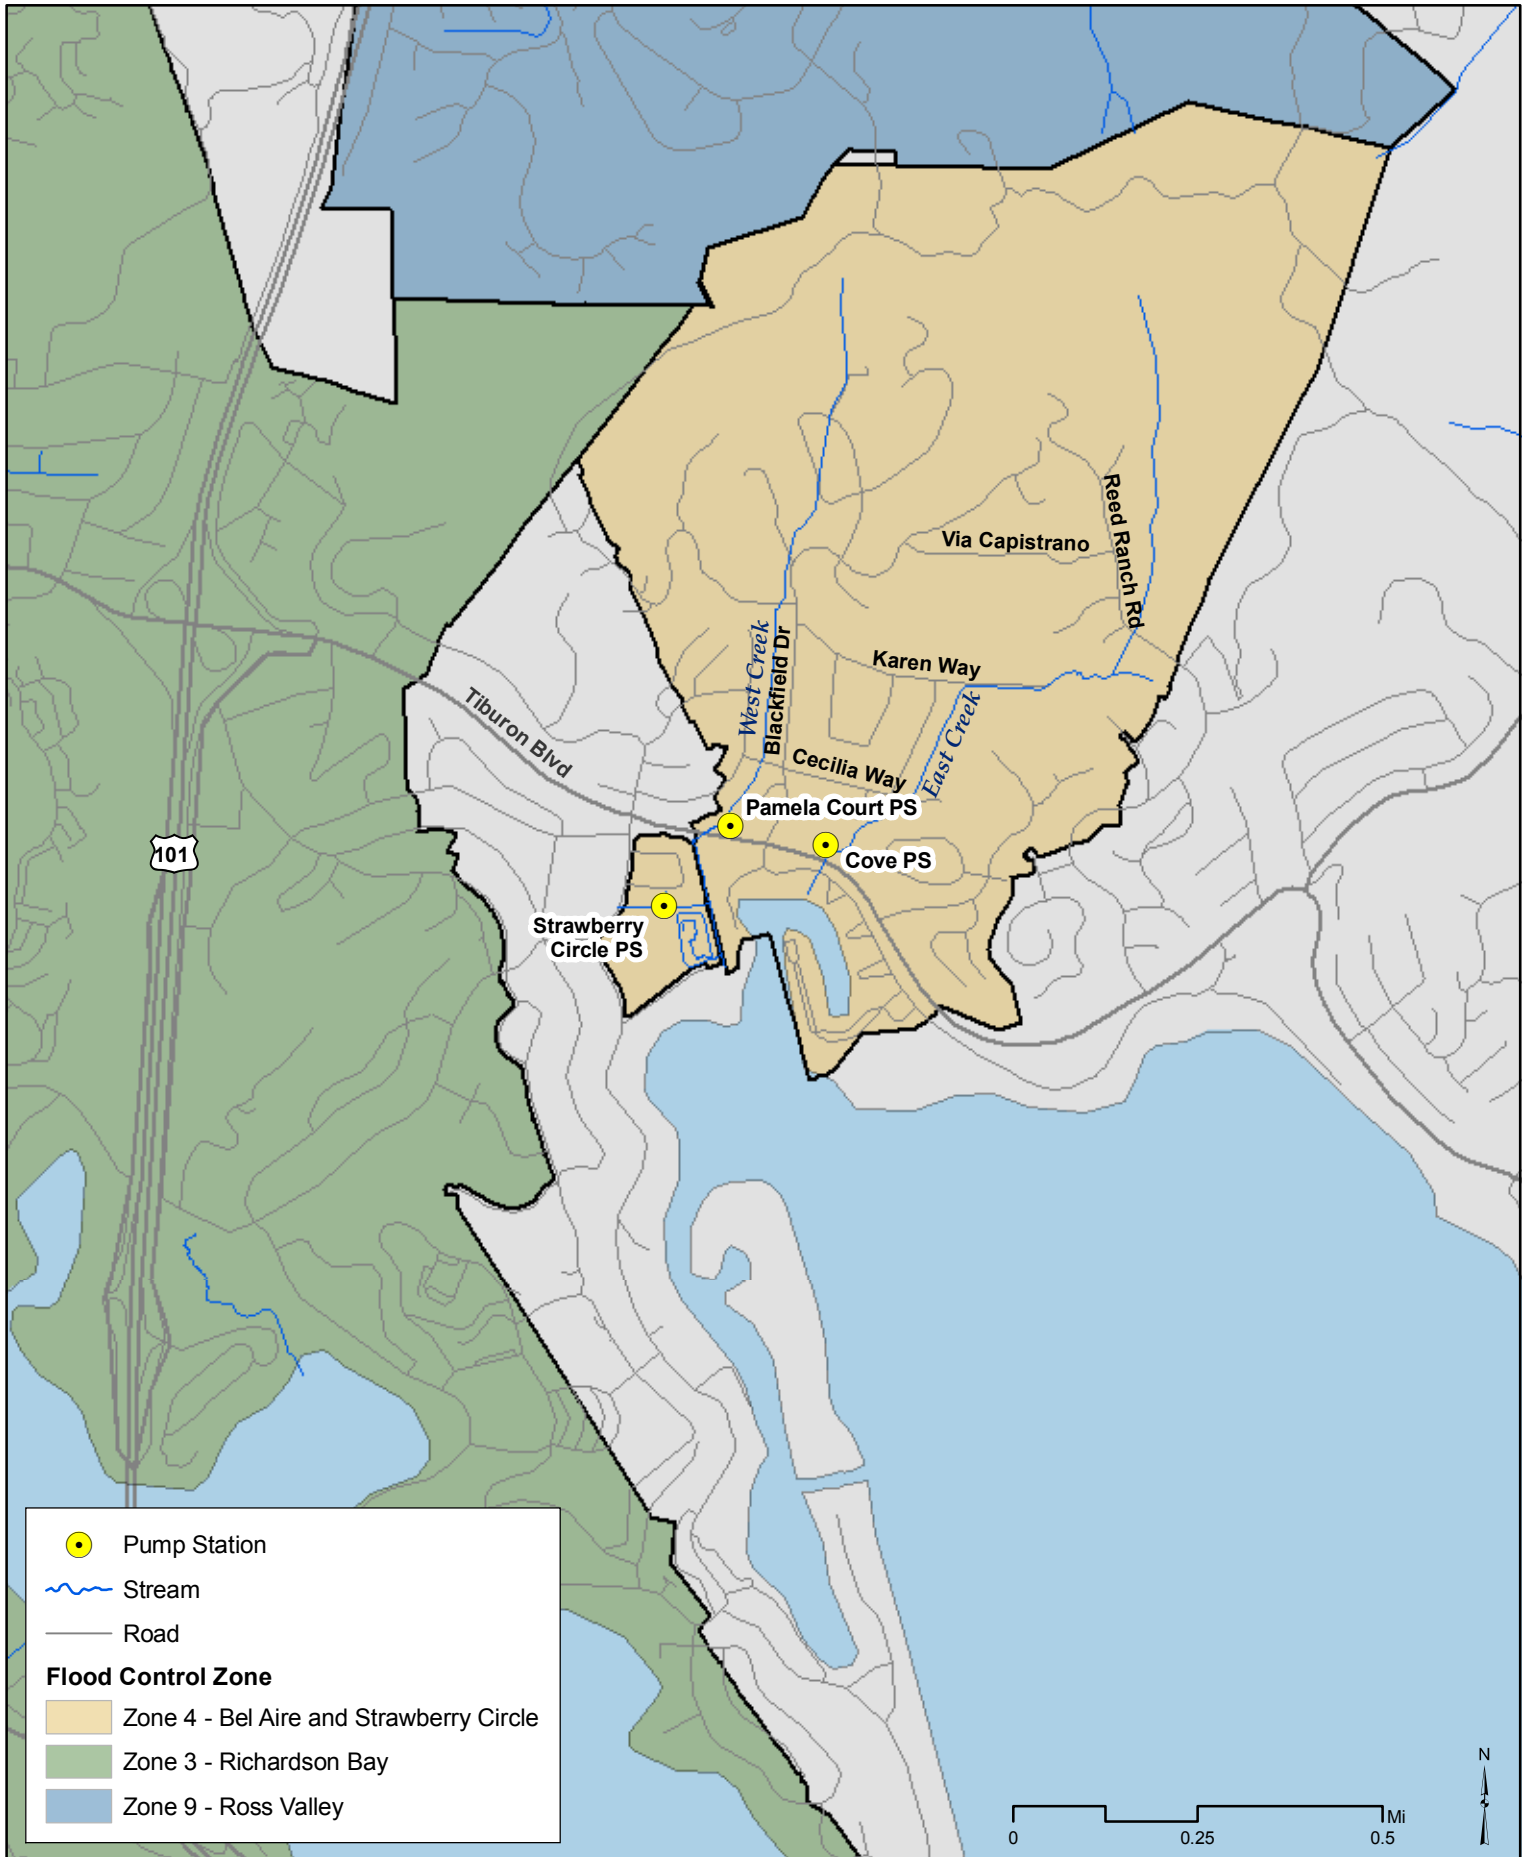 Reed Ranch Rd
Via Capistrano
West Creek
Blackfield Dr
Karen Way
East Creek
Tiburon Blvd
Cecilia Way
Pamela Court PS
101
Cove PS
Strawberry
Circle PS
Pump Station
Stream
Road
Flood Control Zone
Zone 4 - Bel Aire and Strawberry Circle
Zone 3 - Richardson Bay
Zone 9 - Ross Valley
N
Mi
0
0.25
0.5